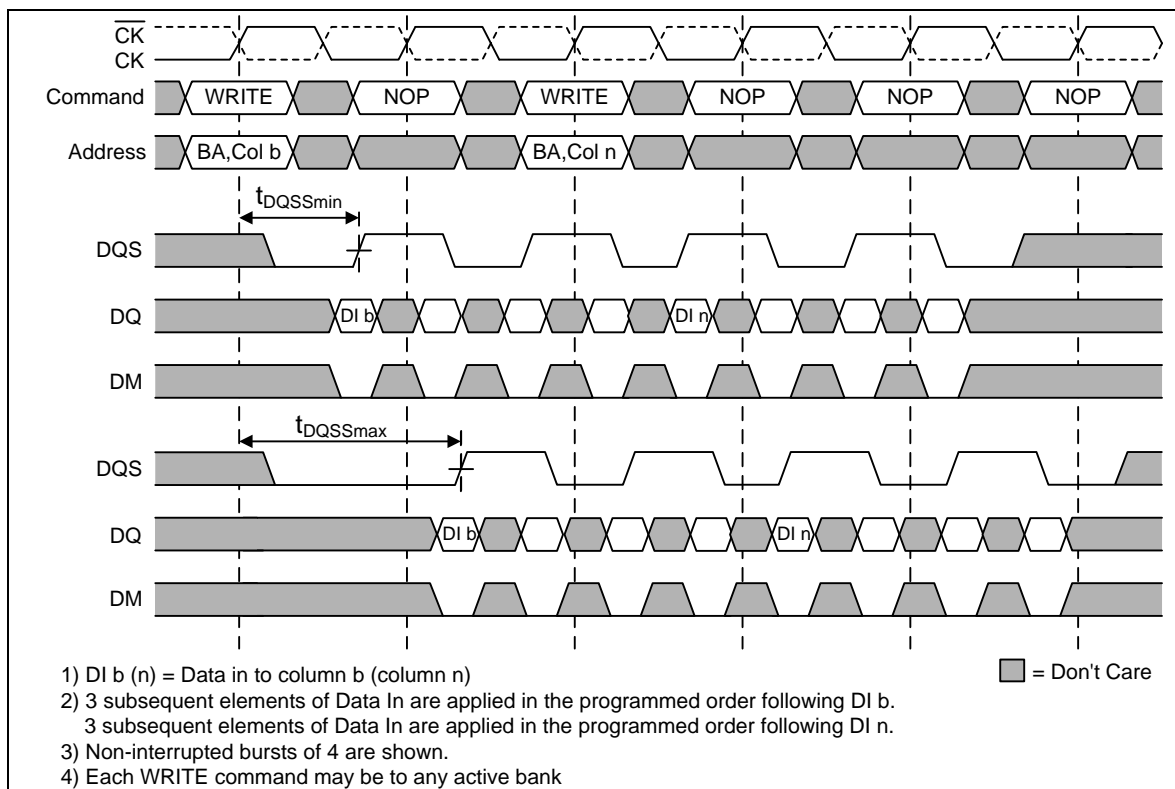 CK
CK
Command WRITE NOP WRITE NOP NOP NOP
Address BA,Col b BA,Col n
tDQSSmin
DQS
DQ DI b DI n
DM
tDQSSmax
DQS
DQ DI b DI n
DM
1) DI b (n) = Data in to column b (column n)
= Don't Care
2) 3 subsequent elements of Data In are applied in the programmed order following DI b.
3 subsequent elements of Data In are applied in the programmed order following DI n.
3) Non-interrupted bursts of 4 are shown.
4) Each WRITE command may be to any active bank